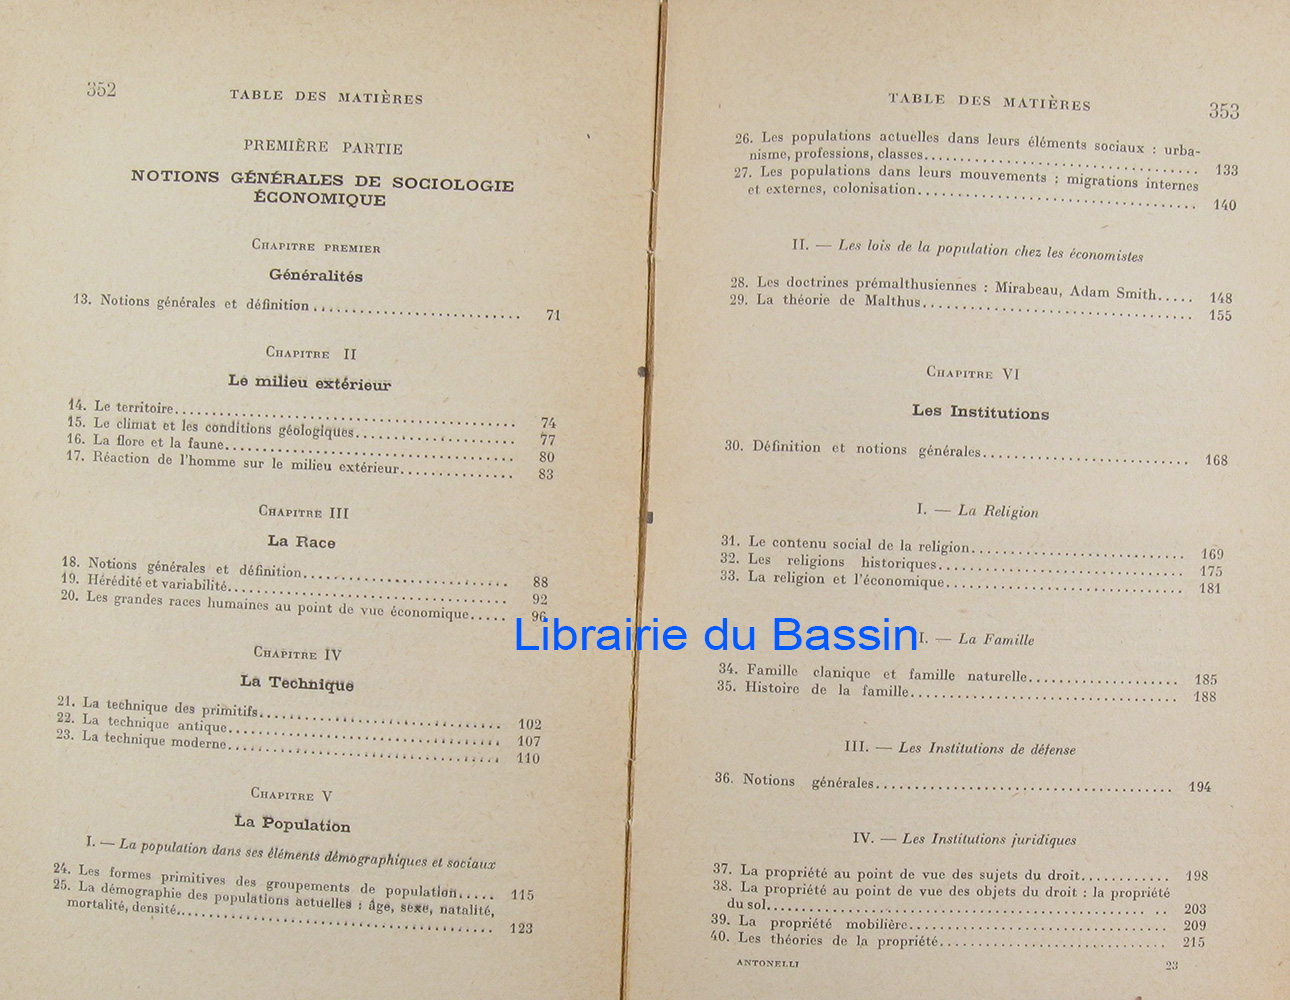 352
TABLE DES MATIÈRES
PREMIÈRE PARTIE
NOTIONS GÉNÉRALES DE SOCIOLOGIE
ÉCONOMIQUE
CHAPITRE PREMIER
Généralités
13. Notions générales et définition........................... 71
CHAPITRE II
Le milieu extérieur
14. Le territoire........................... 74
15. Le climat et les conditions géologiques........................... 77
16. La flore et la faune........................... 80
17. Réaction de l'homme sur le milieu extérieur............... 83
CHAPITRE III
La Race
18. Notions générales et définition........................... 88
19. Hérédité et variabilité........................... 92
20. Les grandes races humaines au point de vue économique..... 96
CHAPITRE IV
La Technique
21. La technique des primitifs........................... 102
22. La technique antique........................... 107
23. La technique moderne........................... 110
CHAPITRE V
La Population
I. — La population dans ses éléments démographiques et sociaux
24. Les formes primitives des groupements de population..... 115
25. La démographie des populations actuelles : âge, sexe, natalité,
mortalité, densité........................... 123
TABLE DES MATIÈRES
353
26. Les populations actuelles dans leurs éléments sociaux : urba-
nisme, professions, classes........................... 133
27. Les populations dans leurs mouvements : migrations internes
et externes, colonisation........................... 140
II. — Les lois de la population chez les économistes
28. Les doctrines prémalthusiennes : Mirabeau, Adam Smith..... 148
29. La théorie de Malthus........................... 155
CHAPITRE VI
Les Institutions
30. Définition et notions générales........................... 168
I. — La Religion
31. Le contenu social de la religion........................... 169
32. Les religions historiques........................... 175
33. La religion et l'économique........................... 181
I. — La Famille
34. Famille clanique et famille naturelle........................... 185
35. Histoire de la famille........................... 188
III. — Les Institutions de défense
36. Notions générales........................... 194
IV. — Les Institutions juridiques
37. La propriété au point de vue des sujets du droit............ 198
38. La propriété au point de vue des objets du droit : la propriété
du sol........................... 203
39. La propriété mobilière........................... 209
40. Les théories de la propriété........................... 215
ANTONELLI 23
Librairie du Bassin